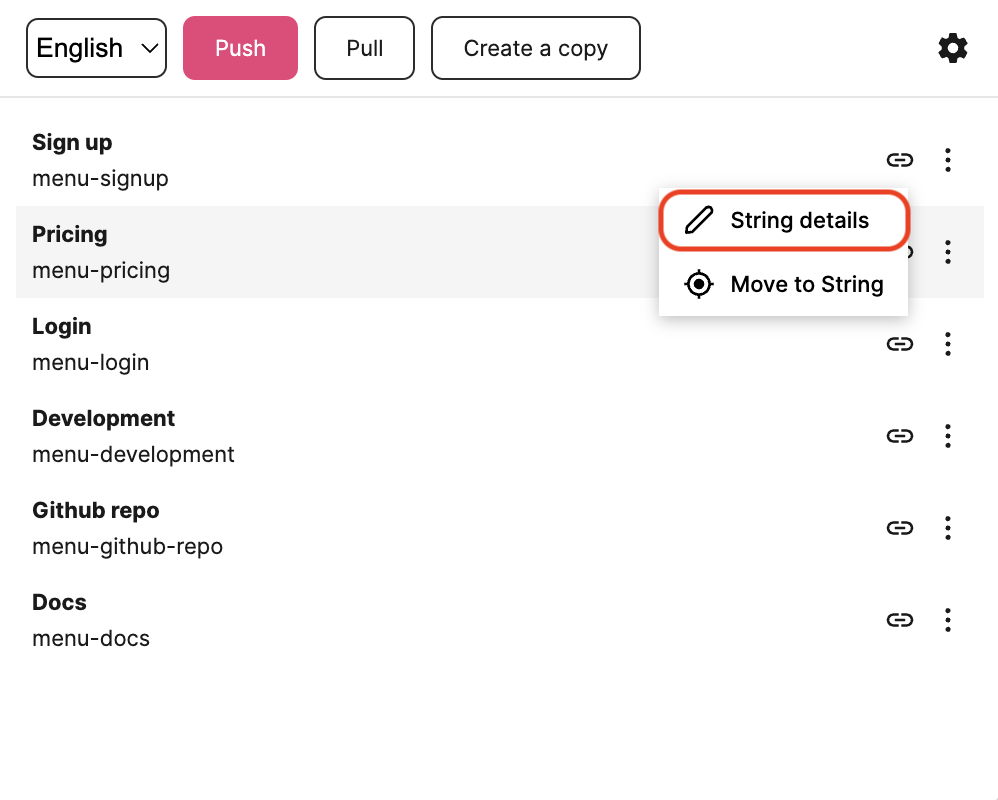 English
Push
Pull
Create a copy
Sign up
menu-signup
Pricing
menu-pricing
String details
Move to String
Login
menu-login
Development
menu-development
Github repo
menu-github-repo
Docs
menu-docs